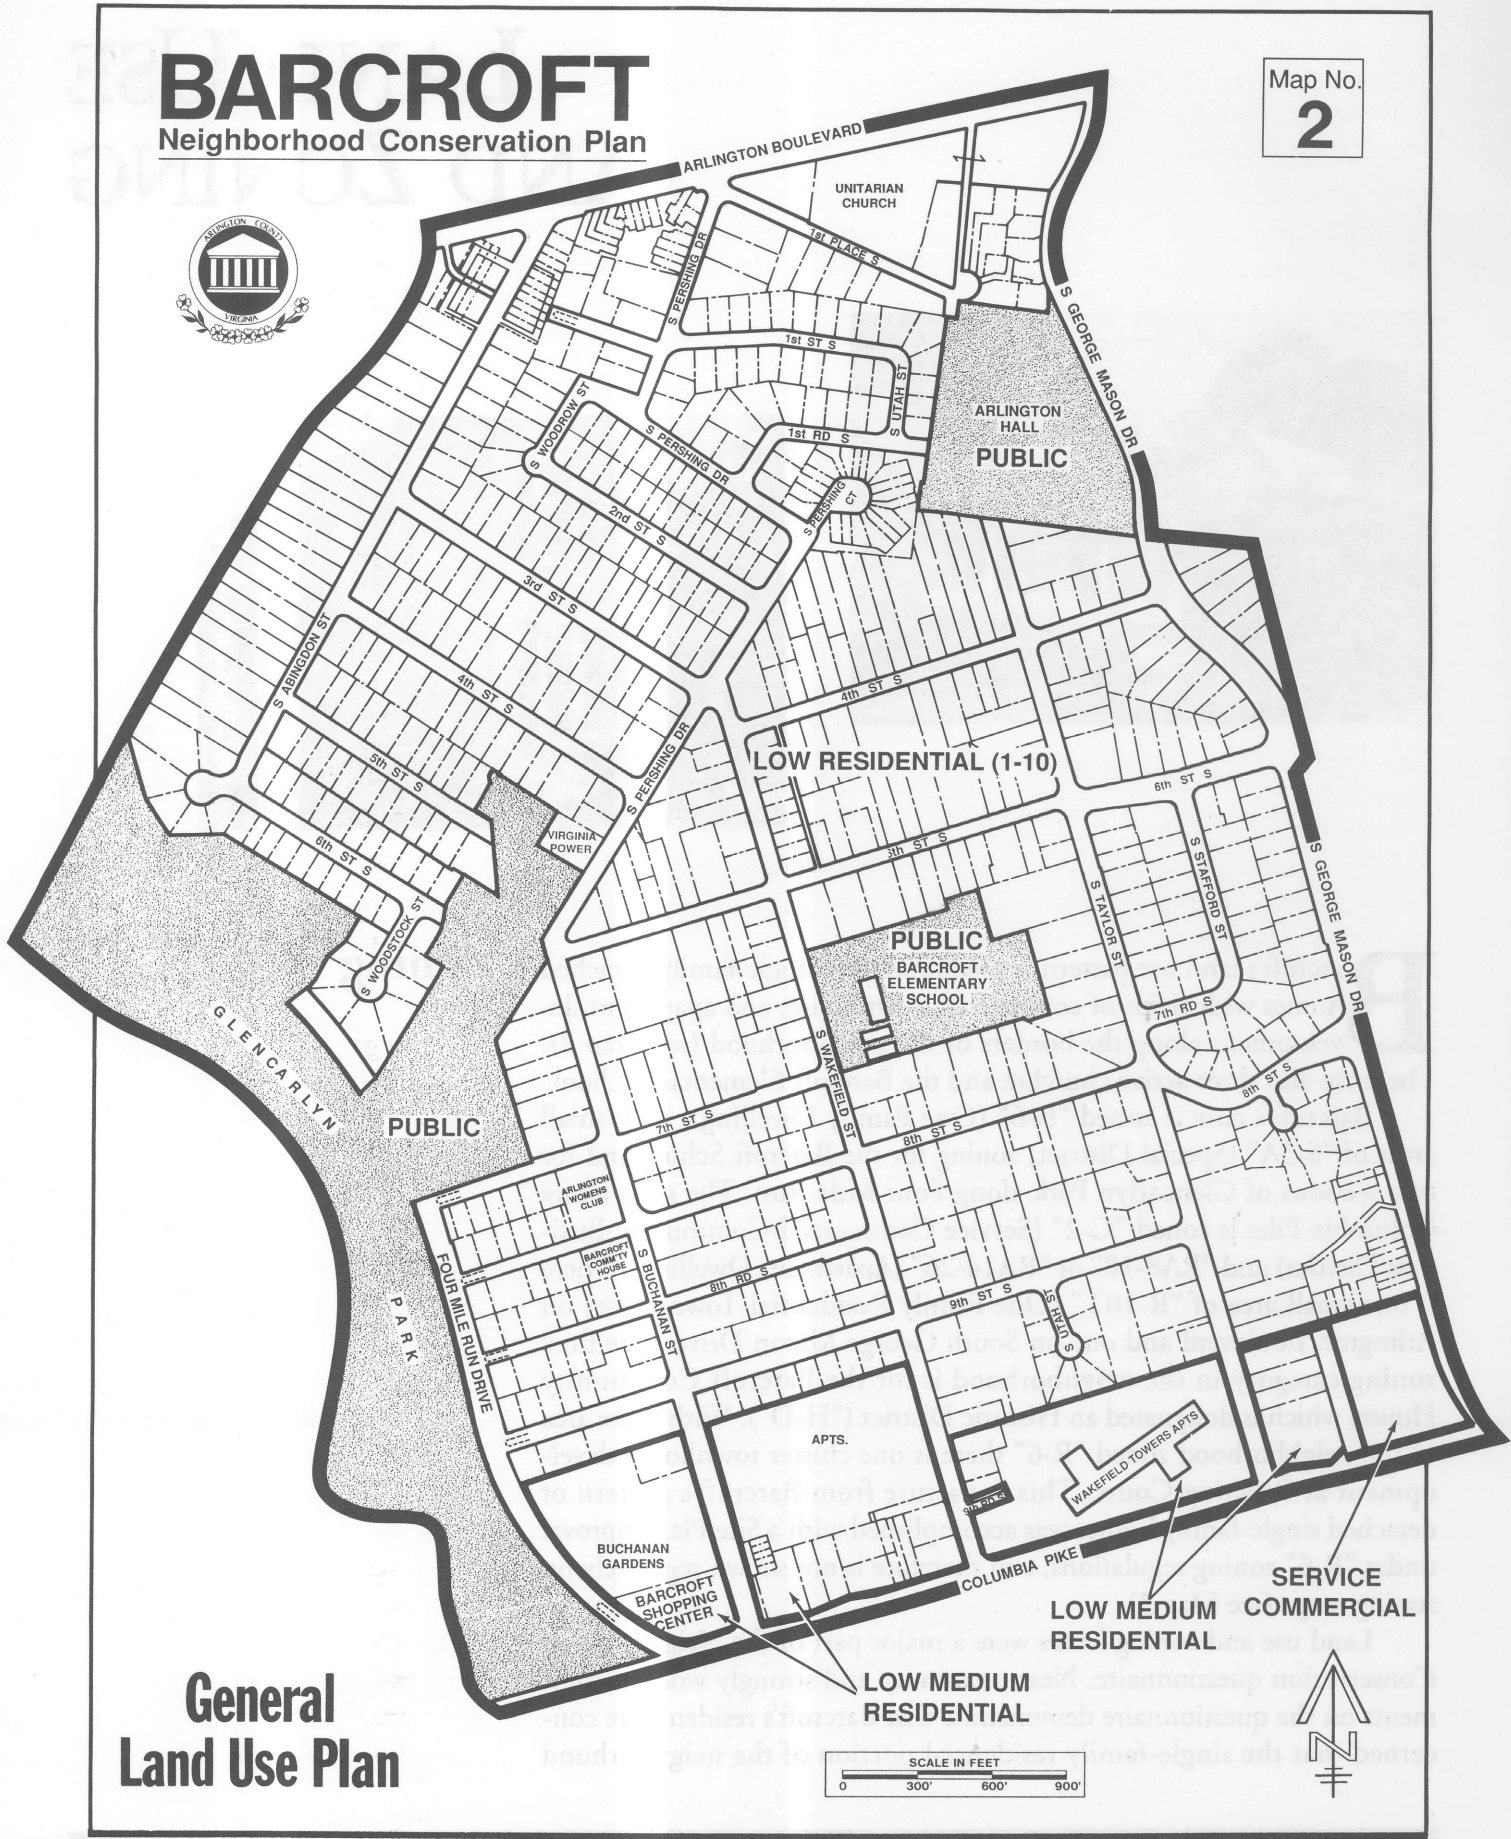 BARCROFT
Neighborhood Conservation Plan
Map No.
2
ARLINGTON COUNTY
VIRGINIA
ARLINGTON BOULEVARD
UNITARIAN
CHURCH
1st PLACE S
S PERSHING DR
S GEORGE MASON DR
1st ST S
S UTAH ST
ARLINGTON
HALL
PUBLIC
S WOODROW ST
S PERSHING DR
1st RD S
S PERSHING
CT
2nd ST S
3rd ST S
S ABINGDON ST
4th ST S
4th ST S
S PERSHING DR
LOW RESIDENTIAL (1-10)
5th ST S
6th ST S
VIRGINIA
POWER
6th ST S
5th ST S
S STAFFORD ST
S TAYLOR ST
S GEORGE MASON DR
S WOODSTOCK ST
PUBLIC
BARCROFT
ELEMENTARY
SCHOOL
7th RD S
GLENCARLYN
PARK
PUBLIC
S WAKEFIELD ST
8th ST S
7th ST S
8th ST S
ARLINGTON
WOMENS
CLUB
BARCROFT
COMM'TY
HOUSE
S BUCHANAN ST
8th RD S
FOUR MILE RUN DRIVE
9th ST S
S UTAH ST
APTS.
WAKEFIELD TOWERS APTS
9th RD S
BUCHANAN
GARDENS
BARCROFT
SHOPPING
CENTER
COLUMBIA PIKE
SERVICE
COMMERCIAL
LOW MEDIUM
RESIDENTIAL
LOW MEDIUM
RESIDENTIAL
General
Land Use Plan
SCALE IN FEET
0 300' 600' 900'
N